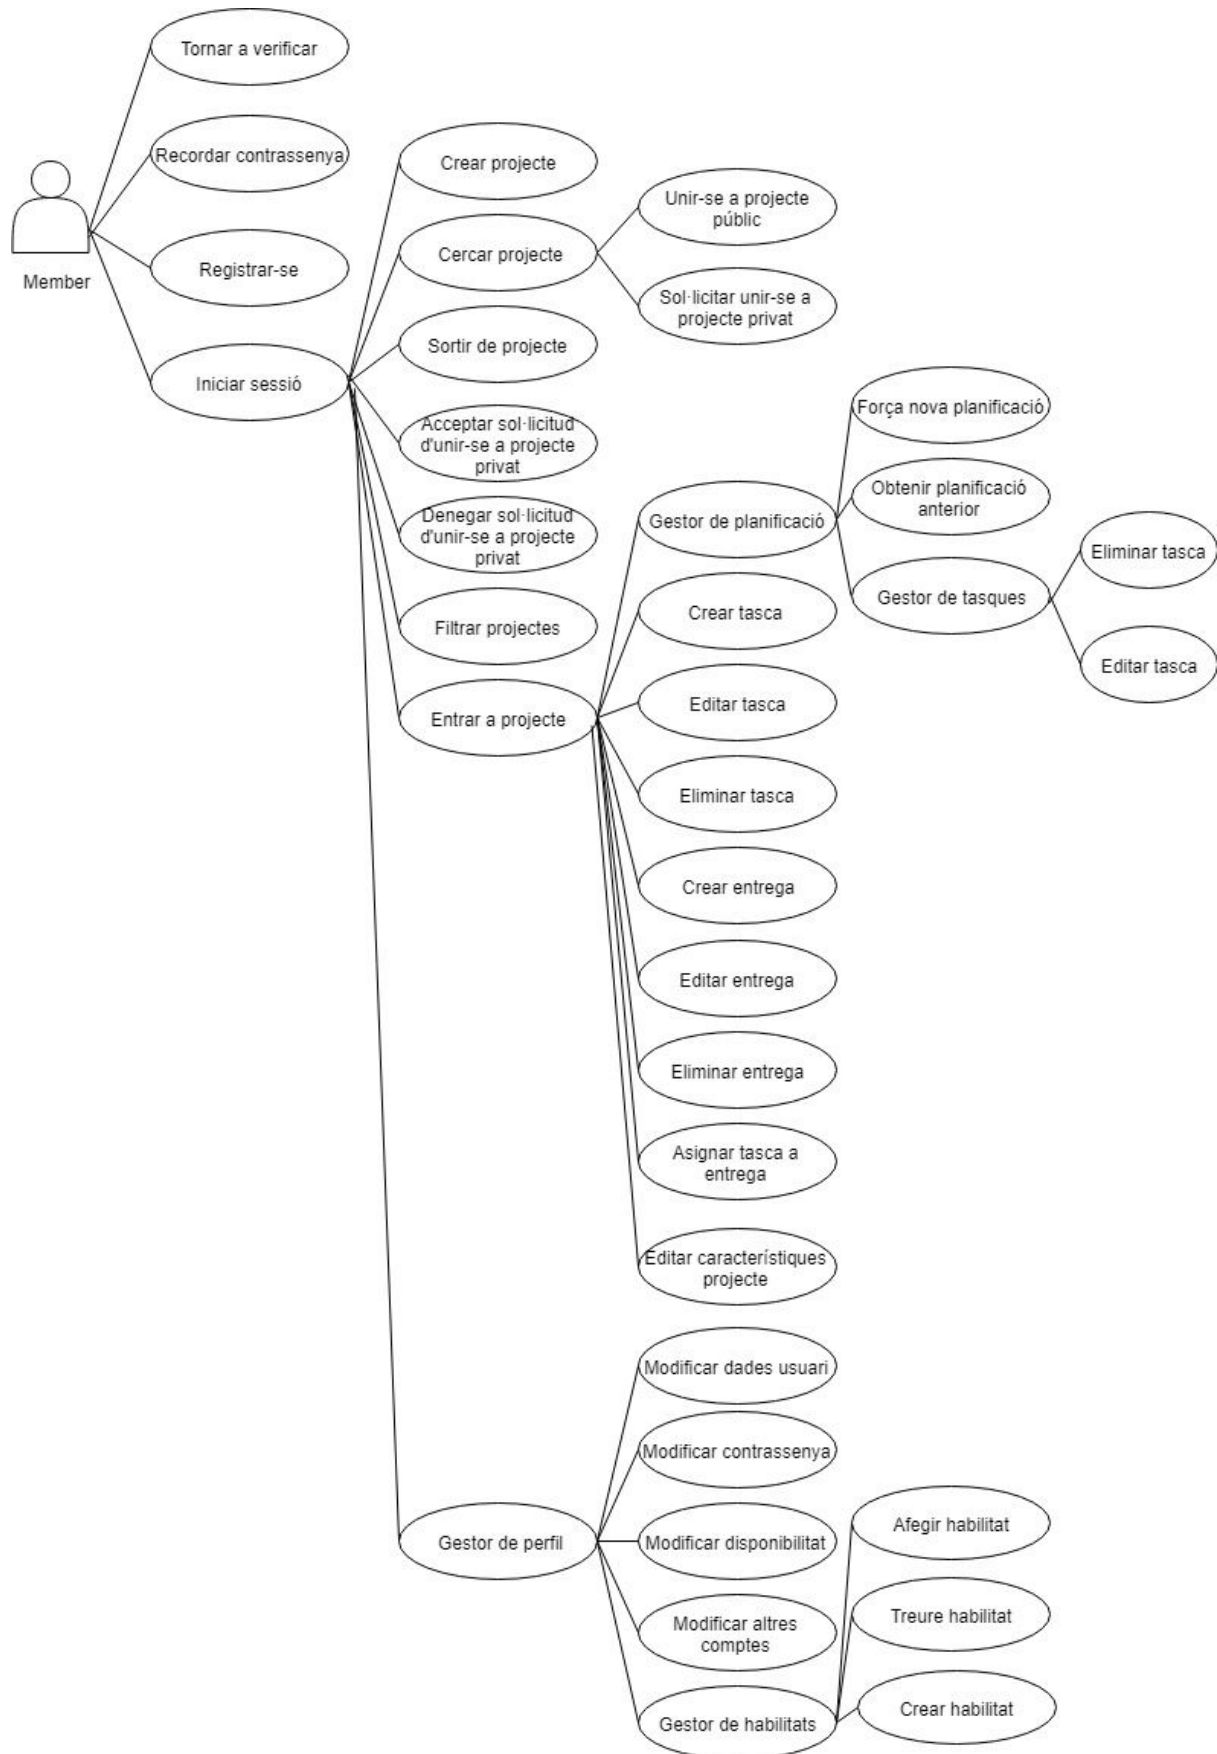 Tornar a verificar
Recordar contrassenya
Member
Registrar-se
Iniciar sessió
Crear projecte
Cercar projecte
Unir-se a projecte
públic
Sol·licitar unir-se a
projecte privat
Sortir de projecte
Acceptar sol·licitud
d'unir-se a projecte
privat
Denegar sol·licitud
d'unir-se a projecte
privat
Filtrar projectes
Entrar a projecte
Gestor de planificació
Força nova planificació
Obtenir planificació
anterior
Gestor de tasques
Eliminar tasca
Editar tasca
Crear tasca
Editar tasca
Eliminar tasca
Crear entrega
Editar entrega
Eliminar entrega
Asignar tasca a
entrega
Editar característiques
projecte
Gestor de perfil
Modificar dades usuari
Modificar contrassenya
Modificar disponibilitat
Modificar altres
comptes
Gestor de habilitats
Afegir habilitat
Treure habilitat
Crear habilitat